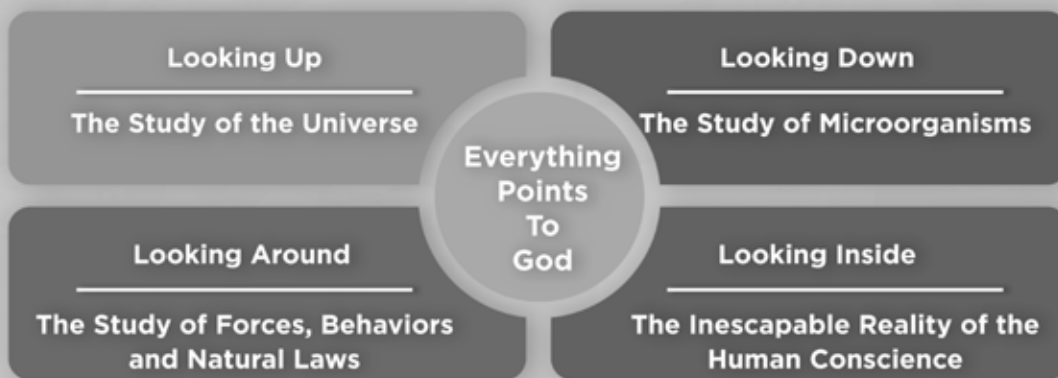 Looking Up
The Study of the Universe
Looking Down
The Study of Microorganisms
Everything
Points
To
God
Looking Around
The Study of Forces, Behaviors
and Natural Laws
Looking Inside
The Inescapable Reality of the
Human Conscience